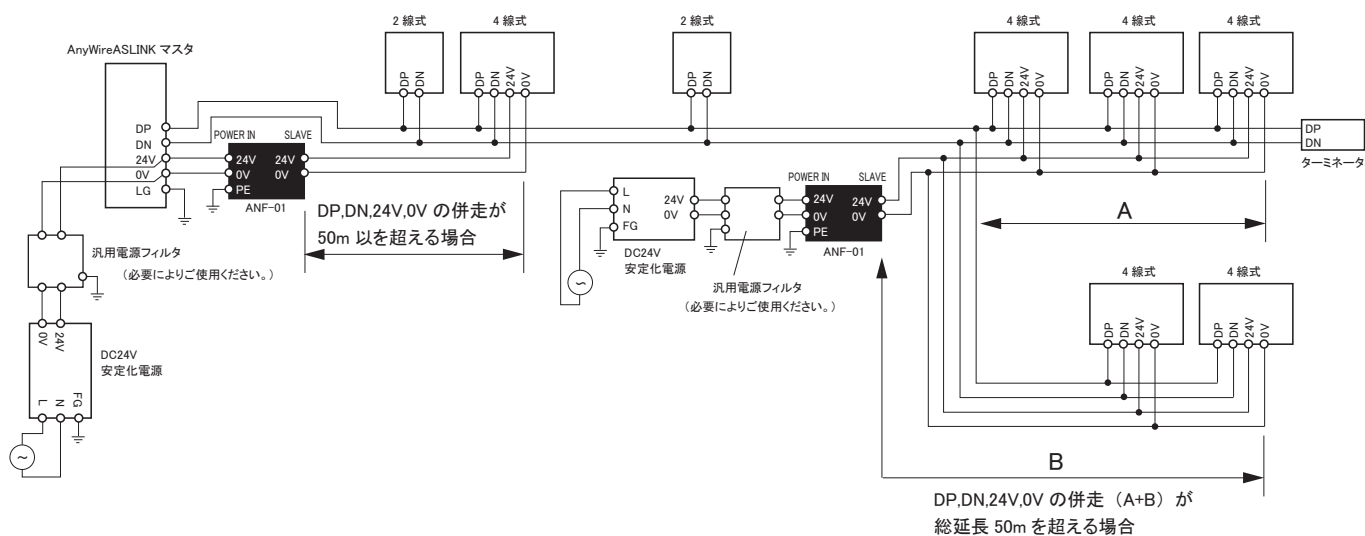 AnyWireASLINK マスタ
DP
DN
24V
0V
LG
POWER IN SLAVE
24V 24V
0V 0V
PE
ANF-01
DP,DN,24V,0V の併走が
50m 以を超える場合
汎用電源フィルタ
（必要によりご使用ください。）
0V 24V
DC24V
安定化電源
L N FG
~
2 線式
DP DN
4 線式
DP DN 24V 0V
2 線式
DP DN
4 線式
DP DN 24V 0V
4 線式
DP DN 24V 0V
4 線式
DP DN 24V 0V
DP
DN
ターミネータ
L
N
FG
24V
0V
DC24V
安定化電源
~
汎用電源フィルタ
（必要によりご使用ください。）
POWER IN SLAVE
24V 24V
0V 0V
PE
ANF-01
A
4 線式
DP DN 24V 0V
4 線式
DP DN 24V 0V
B
DP,DN,24V,0V の併走（A+B）が
総延長 50m を超える場合